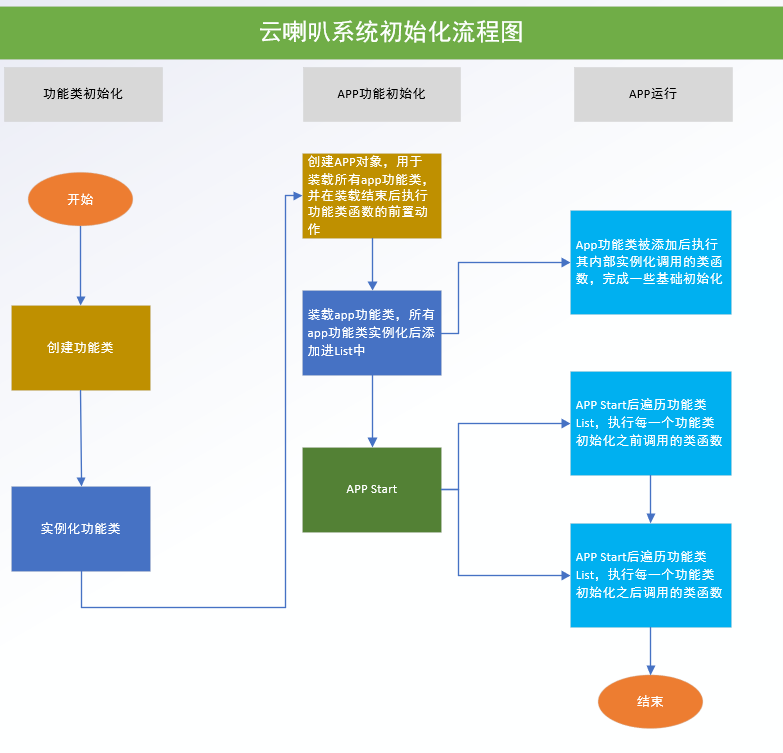 云喇叭系统初始化流程图
功能类初始化
APP功能初始化
APP运行
开始
创建功能类
实例化功能类
创建APP对象，用于
装载所有app功能类，
并在装载结束后执行
功能类函数的前置动
作
装载app功能类，所有
app功能类实例化后添
加进List中
APP Start
App功能类被添加后执行
其内部实例化调用的类函
数，完成一些基础初始化
APP Start后遍历功能类
List，执行每一个功能类
初始化之前调用的类函数
APP Start后遍历功能类
List，执行每一个功能类
初始化之后调用的类函数
结束